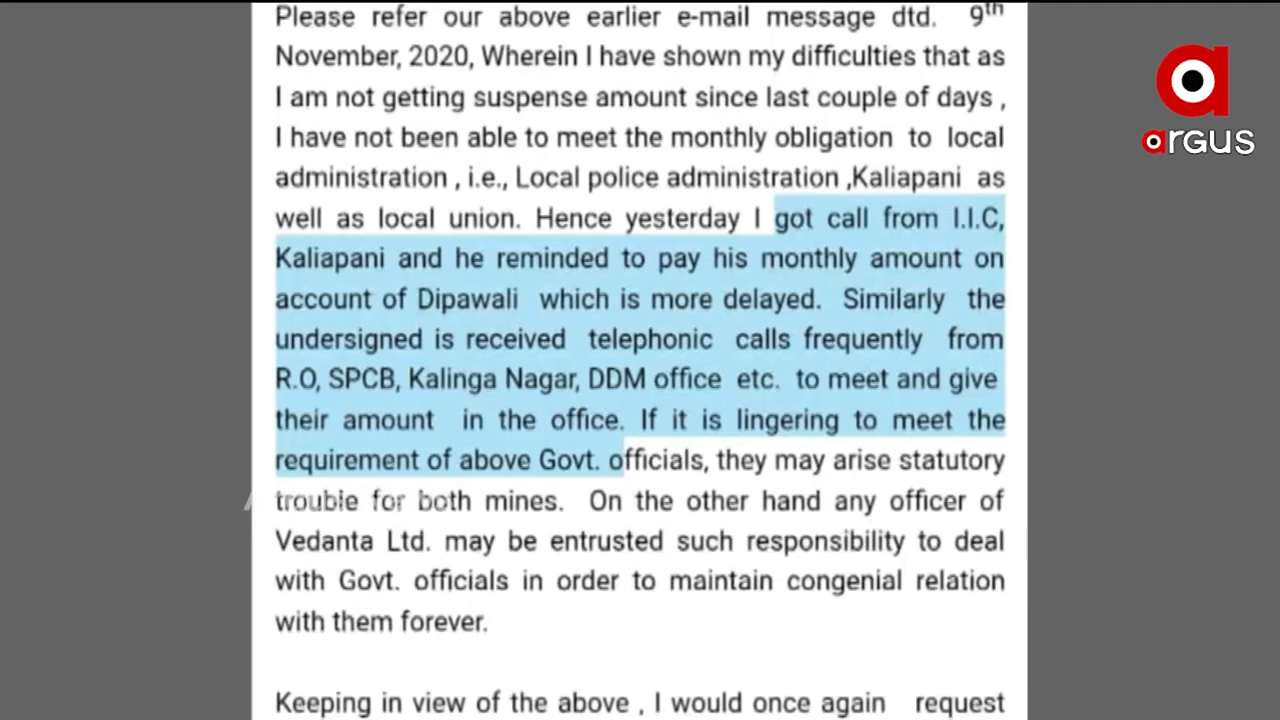 Please refer our above earlier e-mail message dtd. 9th
November, 2020, Wherein I have shown my difficulties that as
I am not getting suspense amount since last couple of days ,
I have not been able to meet the monthly obligation to local
administration , i.e., Local police administration ,Kaliapani as
well as local union. Hence yesterday I got call from I.I.C,
Kaliapani and he reminded to pay his monthly amount on
account of Dipawali which is more delayed. Similarly the
undersigned is received telephonic calls frequently from
R.O, SPCB, Kalinga Nagar, DDM office etc. to meet and give
their amount in the office. If it is lingering to meet the
requirement of above Govt. officials, they may arise statutory
trouble for both mines. On the other hand any officer of
Vedanta Ltd. may be entrusted such responsibility to deal
with Govt. officials in order to maintain congenial relation
with them forever.
Keeping in view of the above , I would once again request
argus